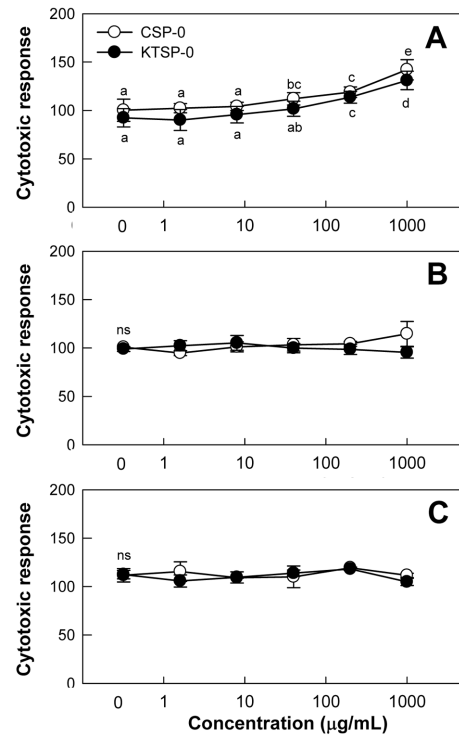 200
A
CSP-0
KTSP-0
150
100
50
0
Cytotoxic response
a a a bc c e
a a a ab c d
0 1 10 100 1000
200
B
150
100
50
0
Cytotoxic response
ns
0 1 10 100 1000
200
C
150
100
50
0
Cytotoxic response
ns
0 1 10 100 1000
Concentration (µg/mL)